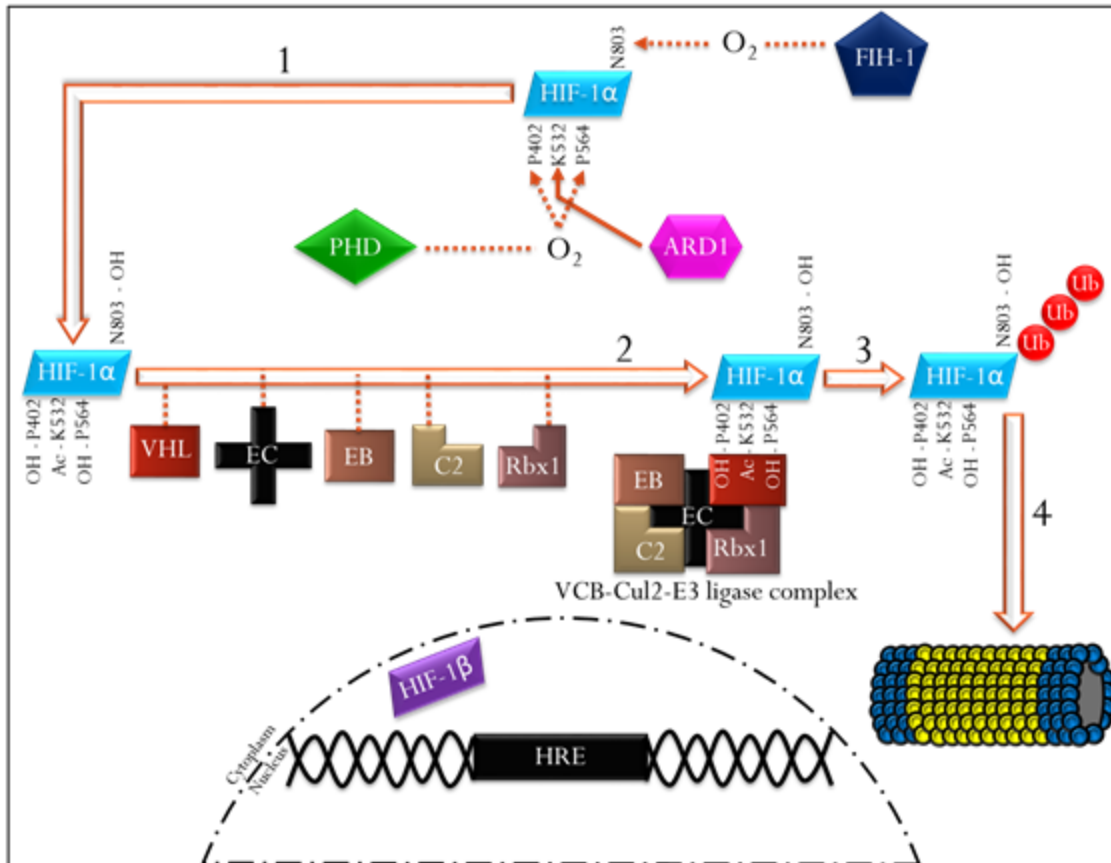 1
N803
O2
FIH-1
HIF-1α
P402
K532
P564
PHD
O2
ARD1
N803 - OH
HIF-1α
OH - P402
Ac - K532
OH - P564
2
VHL
EC
EB
C2
Rbx1
N803 - OH
HIF-1α
OH - P402
Ac - K532
OH - P564
EB
EC
C2
Rbx1
VCB-Cul2-E3 ligase complex
3
N803 - OH
Ub
Ub
Ub
HIF-1α
OH - P402
Ac - K532
OH - P564
4
HIF-1β
Cytoplasm
Nucleus
HRE